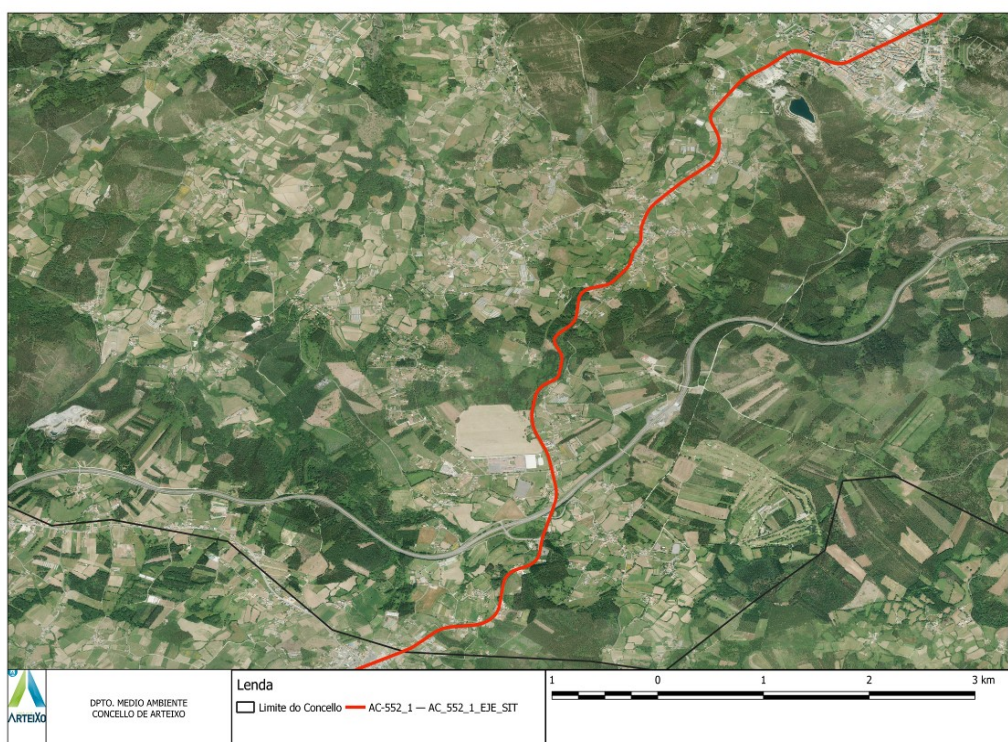 ARTEIXO
DPTO. MEDIO AMBIENTE
CONCELLO DE ARTEIXO
Lenda
Limite do Concello
AC-552_1 — AC_552_1_EJE_SIT
1 0 1 2 3 km